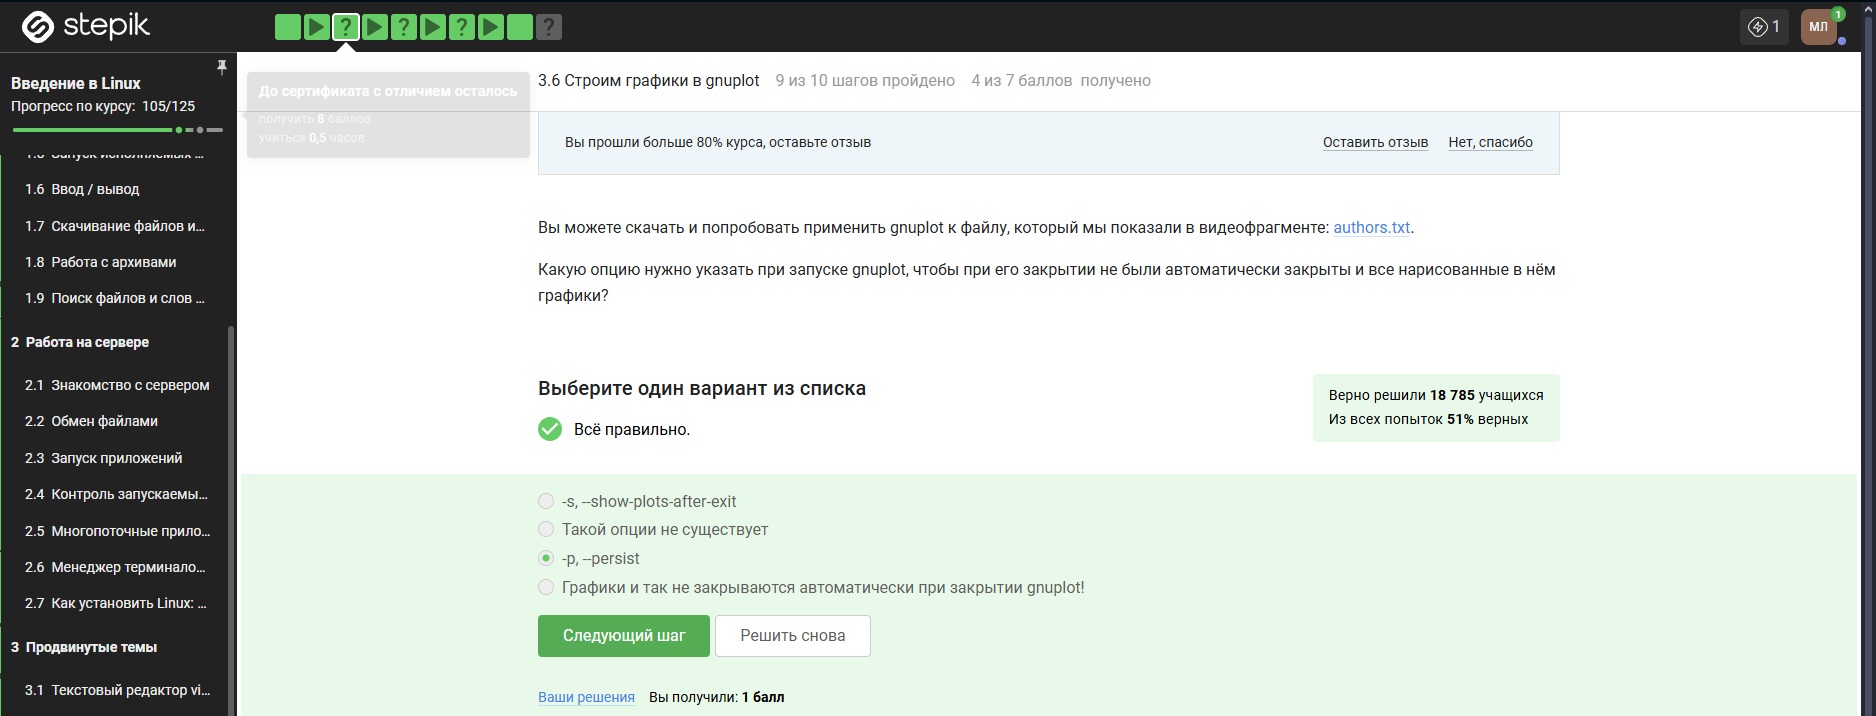 stepik
? ? ? ?
1
МЛ
1
Введение в Linux
Прогресс по курсу: 105/125
До сертификата с отличием осталось
получить 8 баллов
учиться 0,5 часов
3.6 Строим графики в gnuplot 9 из 10 шагов пройдено 4 из 7 баллов получено
1.5 Запуск исполняемых ...
1.6 Ввод / вывод
1.7 Скачивание файлов и...
1.8 Работа с архивами
1.9 Поиск файлов и слов ...
2 Работа на сервере
2.1 Знакомство с сервером
2.2 Обмен файлами
2.3 Запуск приложений
2.4 Контроль запускаемы...
2.5 Многопоточные прило...
2.6 Менеджер терминало...
2.7 Как установить Linux: ...
3 Продвинутые темы
3.1 Текстовый редактор vi...
Вы прошли больше 80% курса, оставьте отзыв
Оставить отзыв Нет, спасибо
Вы можете скачать и попробовать применить gnuplot к файлу, который мы показали в видеофрагменте: authors.txt.
Какую опцию нужно указать при запуске gnuplot, чтобы при его закрытии не были автоматически закрыты и все нарисованные в нём
графики?
Выберите один вариант из списка
Всё правильно.
Верно решили 18 785 учащихся
Из всех попыток 51% верных
-s, --show-plots-after-exit
Такой опции не существует
-p, --persist
Графики и так не закрываются автоматически при закрытии gnuplot!
Следующий шаг
Решить снова
Ваши решения Вы получили: 1 балл